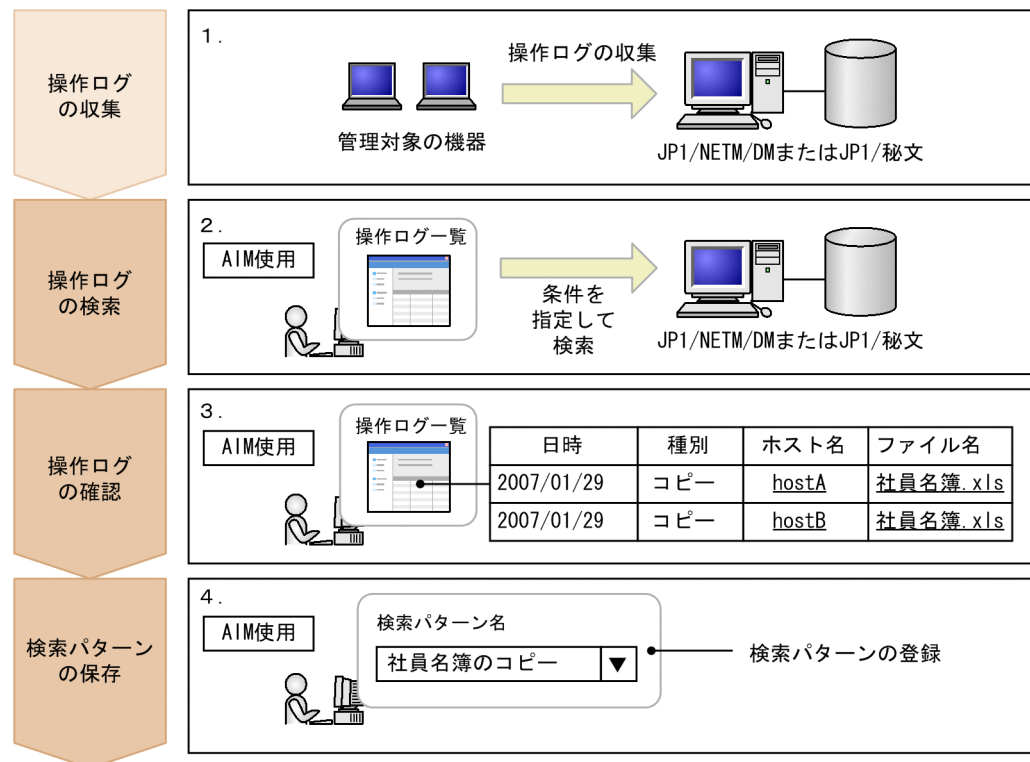 操作ログ
の収集
1.
操作ログの収集
管理対象の機器
JP1/NETM/DMまたはJP1/秘文
操作ログ
の検索
2.
AIM使用
操作ログ一覧
条件を
指定して
検索
JP1/NETM/DMまたはJP1/秘文
操作ログ
の確認
3.
AIM使用
操作ログ一覧
日時 種別 ホスト名 ファイル名
2007/01/29 コピー hostA 社員名簿.xls
2007/01/29 コピー hostB 社員名簿.xls
検索パターン
の保存
4.
AIM使用
検索パターン名
社員名簿のコピー ▼
検索パターンの登録